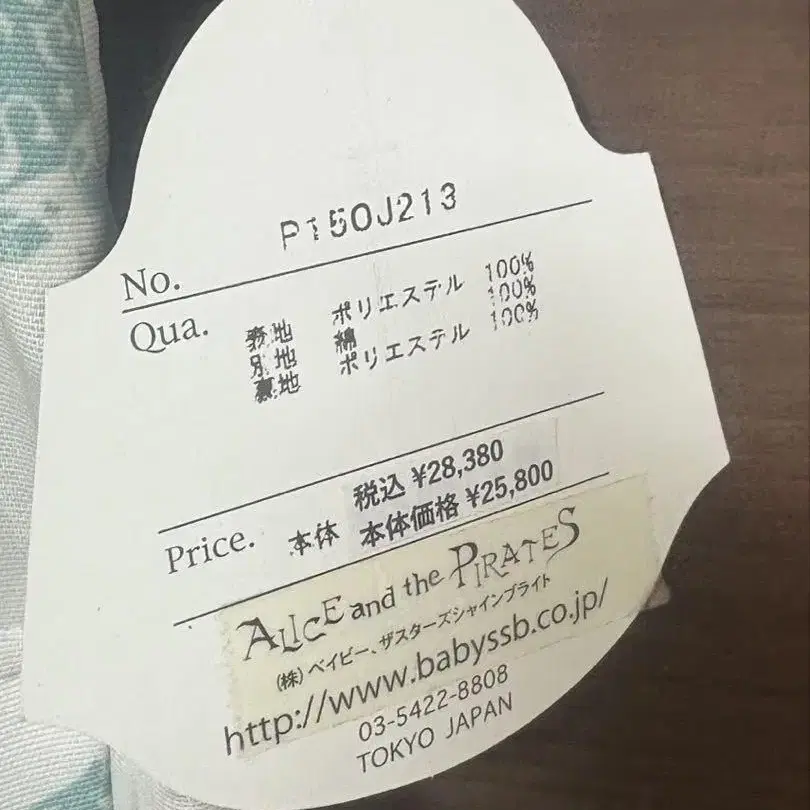 No. P150J213
Qua. 表地 ポリエステル 100%
別地 綿 100%
裏地 ポリエステル 100%
税込 ¥28,380
Price. 本体 本体価格 ¥25,800
ALICE and the PIRATES
(株) ベイビー、ザスターズシャインブライト
http://www.babyssb.co.jp/
03-5422-8808
TOKYO JAPAN